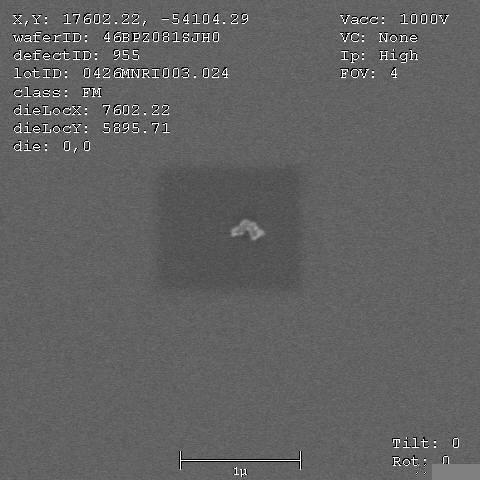 X,Y: 17602.22, -54104.29
waferID: 46BPZ081SJH0
defectID: 955
lotID: 0426MNRI003.024
class: FM
dieLocX: 7602.22
dieLocY: 5895.71
die: 0,0
Vacc: 1000V
VC: None
Ip: High
FOV: 4
1μ
Tilt: 0
Rot: 0